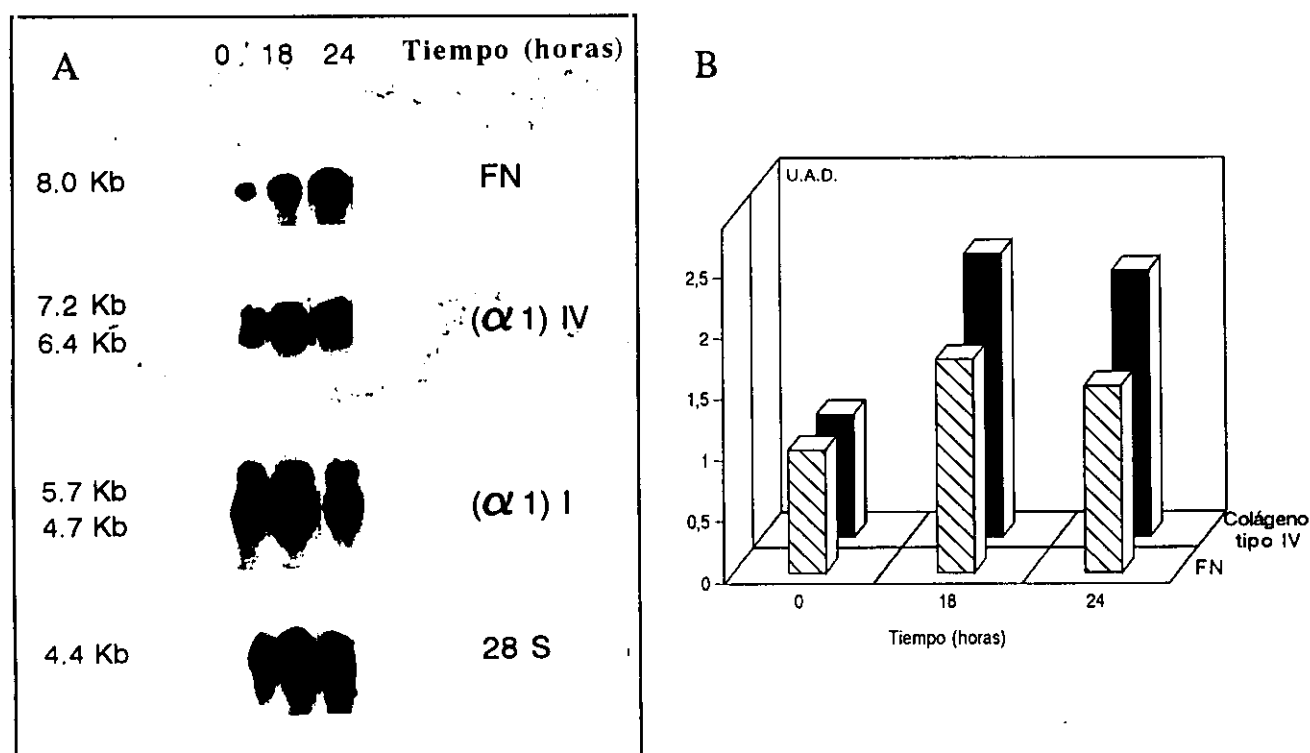 A
0 18 24 Tiempo (horas)
8.0 Kb FN
7.2 Kb
6.4 Kb
(α1) IV
5.7 Kb
4.7 Kb
(α1) I
4.4 Kb 28 S
B
U.A.D.
2,5
2
1,5
1
0,5
0
Colágeno
tipo IV
FN
0 18 24
Tiempo (horas)